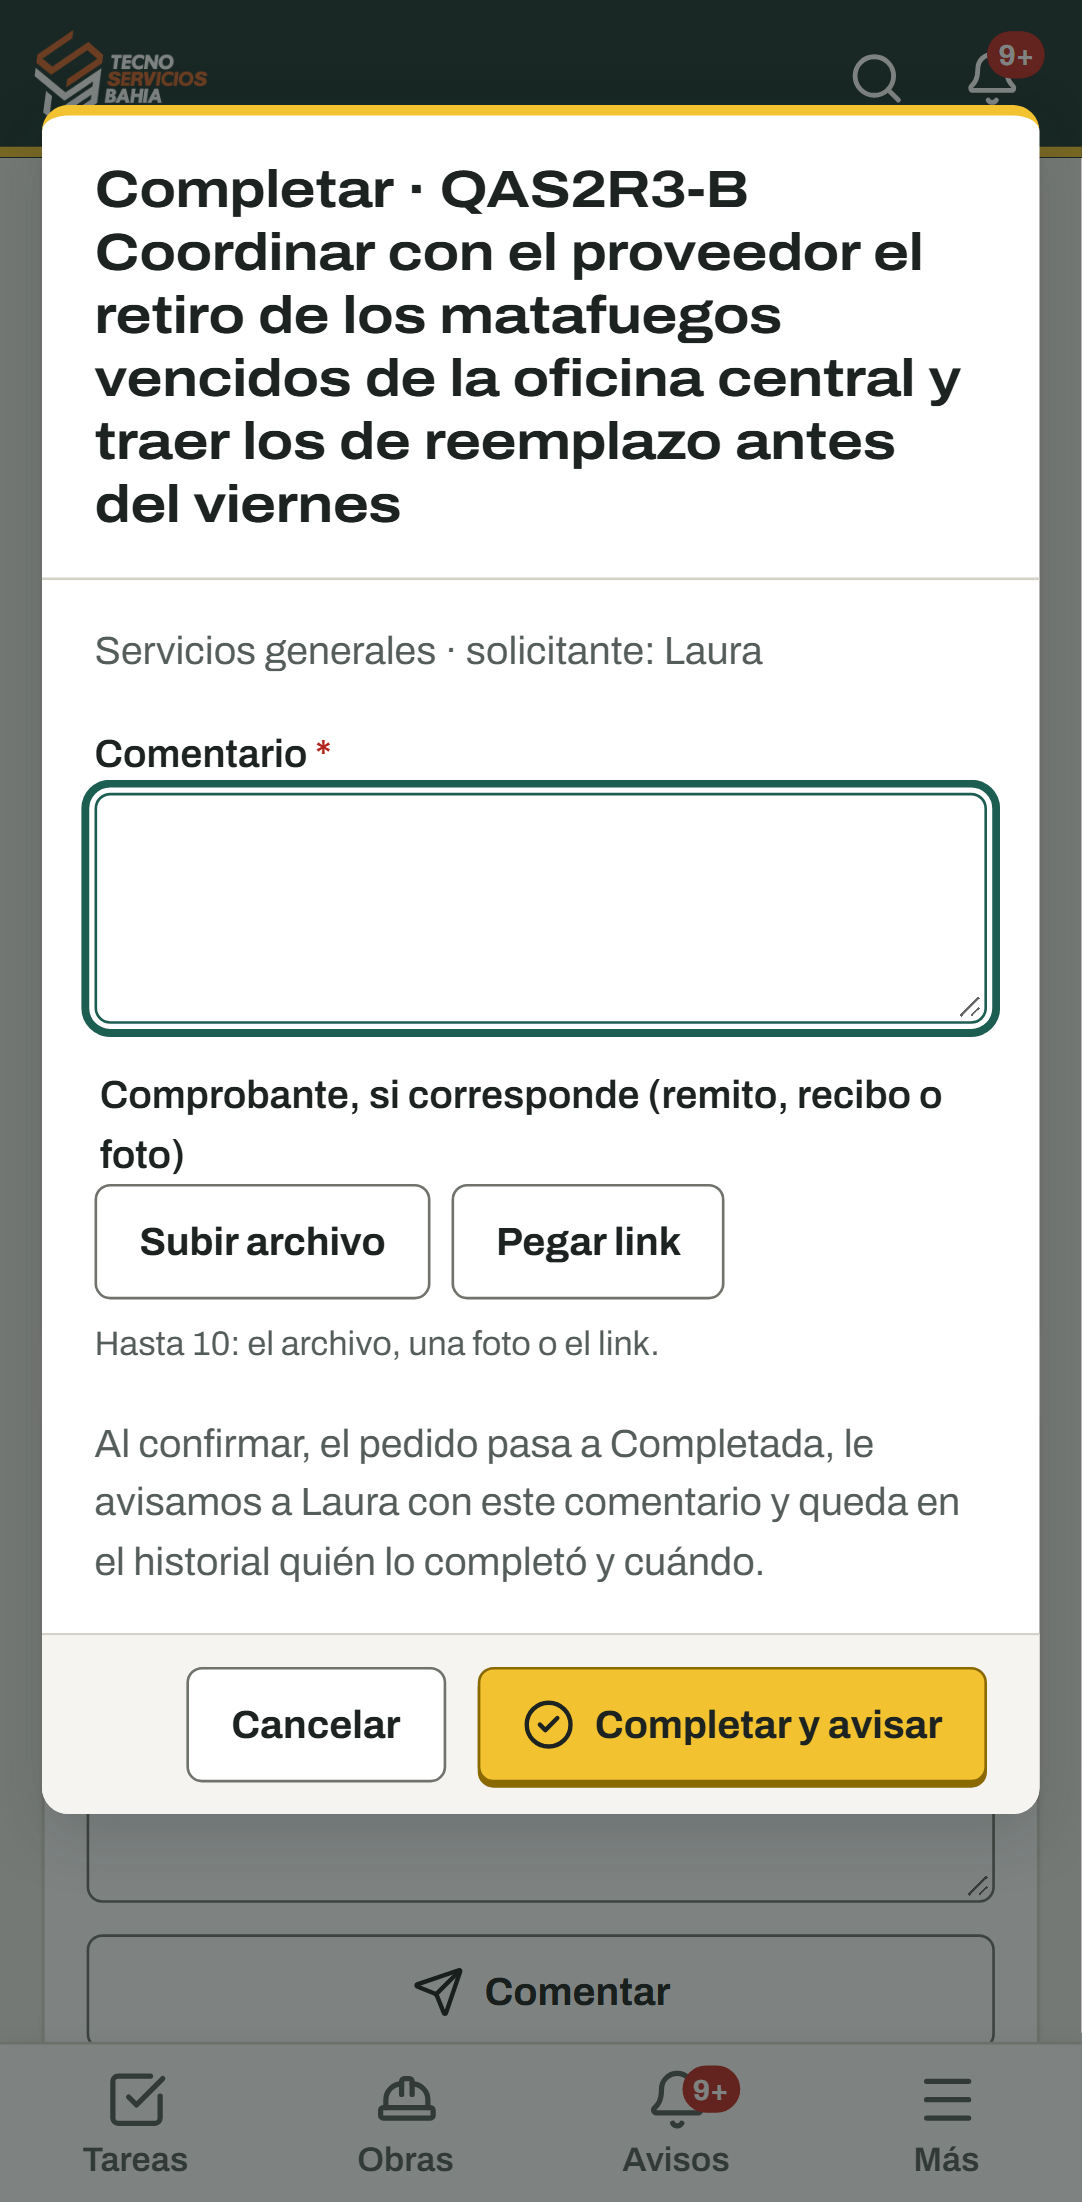 TECNO
SERVICIOS
BAHIA
9+
Completar · QAS2R3-B
Coordinar con el proveedor el
retiro de los matafuegos
vencidos de la oficina central y
traer los de reemplazo antes
del viernes
Servicios generales · solicitante: Laura
Comentario *
Comprobante, si corresponde (remito, recibo o
foto)
Subir archivo
Pegar link
Hasta 10: el archivo, una foto o el link.
Al confirmar, el pedido pasa a Completada, le
avisamos a Laura con este comentario y queda en
el historial quién lo completó y cuándo.
Cancelar
Completar y avisar
Comentar
9+
Tareas
Obras
Avisos
Más